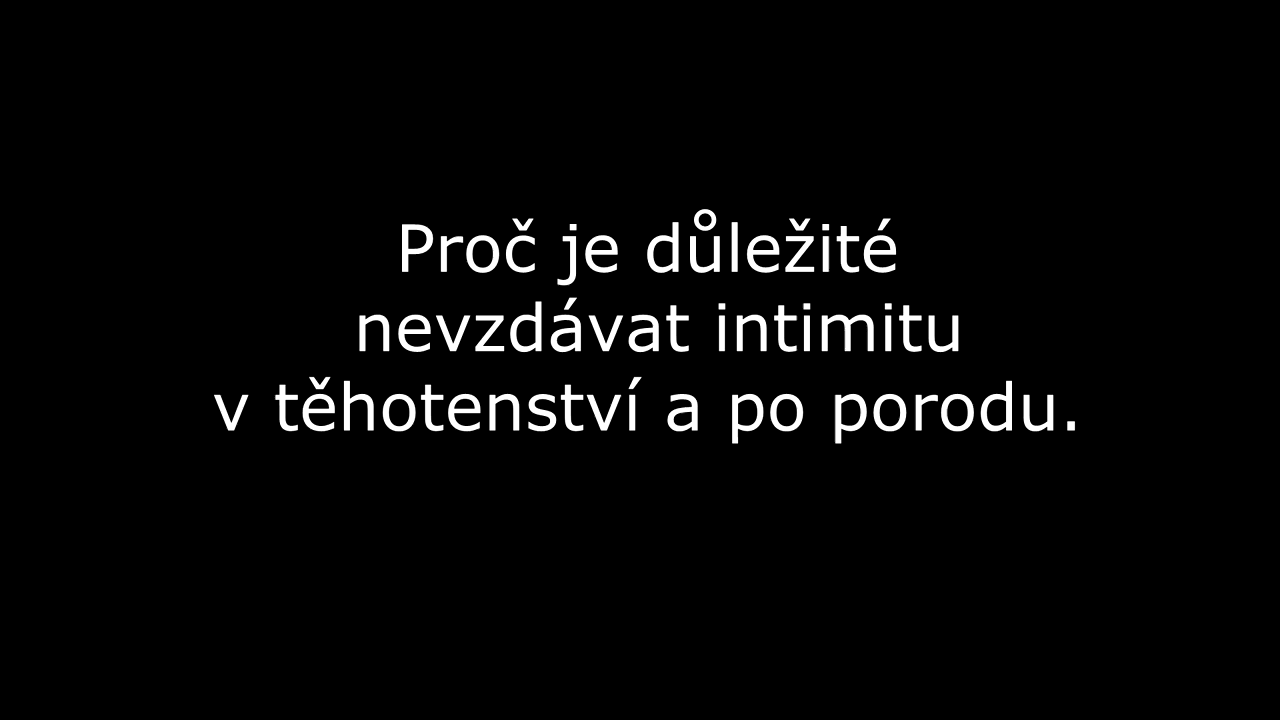 Proč je důležité
nevzdávat intimitu
v těhotenství a po porodu.